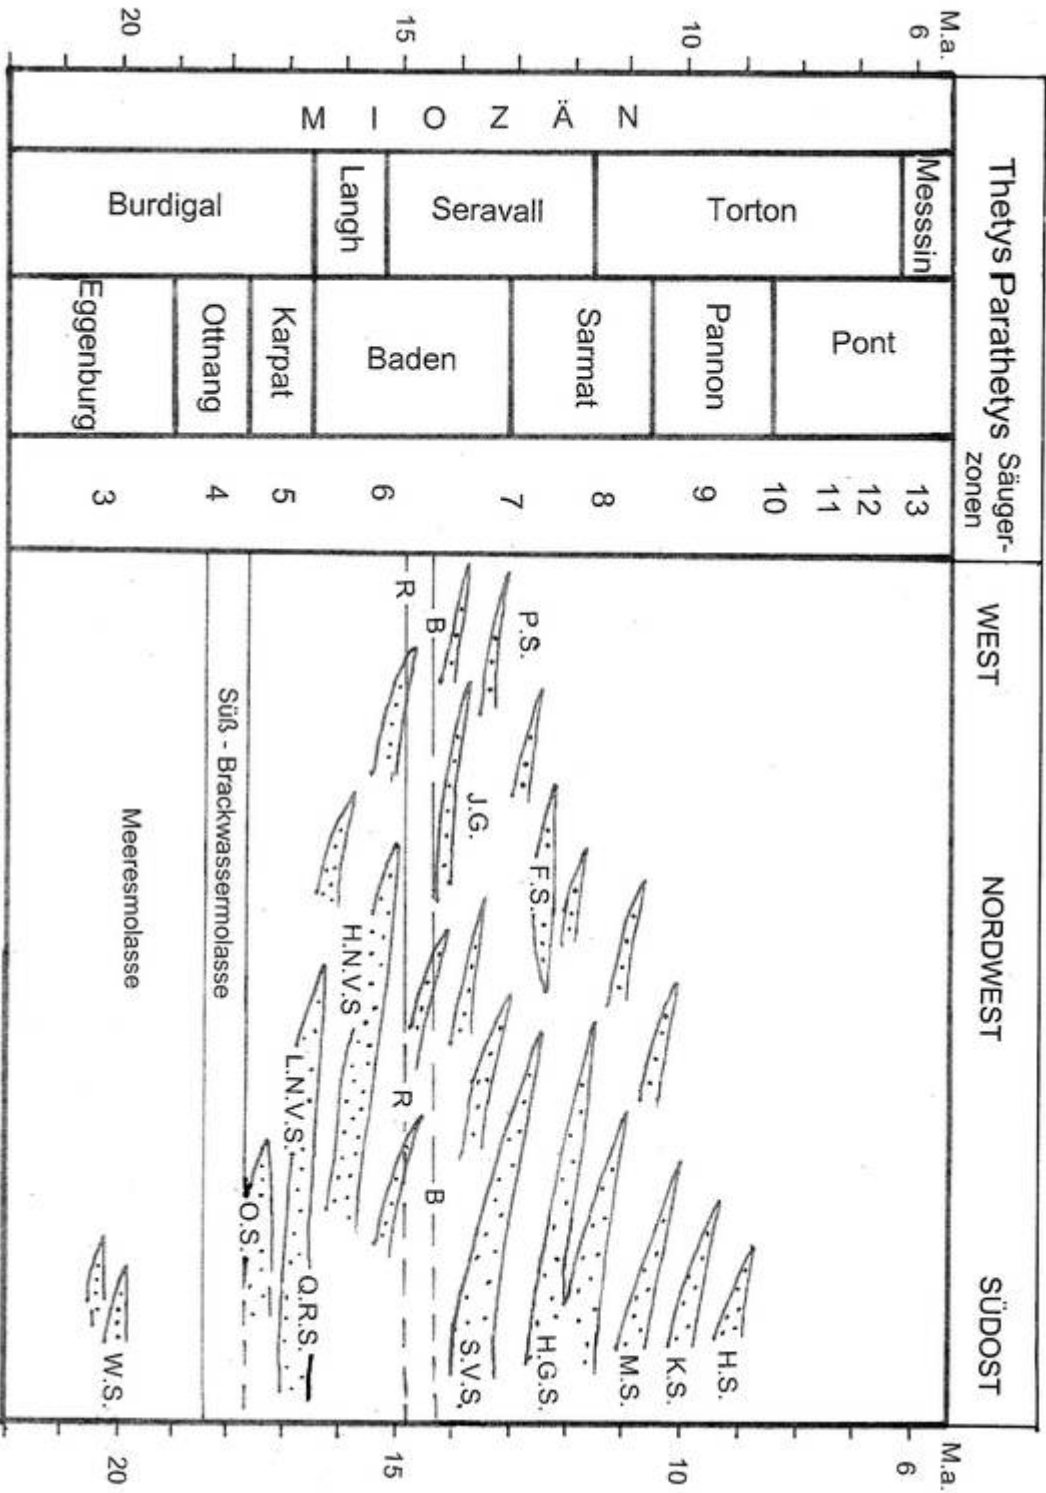 M.a.
Thetys
Parathetys
Säuger-
zonen
WEST
NORDWEST
SÜDOST
M.a.
6
10
15
20
MIOZÄN
Messsin
Torton
Seravall
Langh
Burdigal
Pont
Pannon
Sarmat
Baden
Karpat
Ottnang
Eggenburg
13
12
11
10
9
8
7
6
5
4
3
P.S.
J.G.
F.S.
B
R
B
R
H.N.V.S
L.N.V.S.
O.S.
Q.R.S.
W.S.
S.V.S.
H.G.S.
M.S.
K.S.
H.S.
Süß - Brackwassermolasse
Meeresmolasse
6
10
15
20